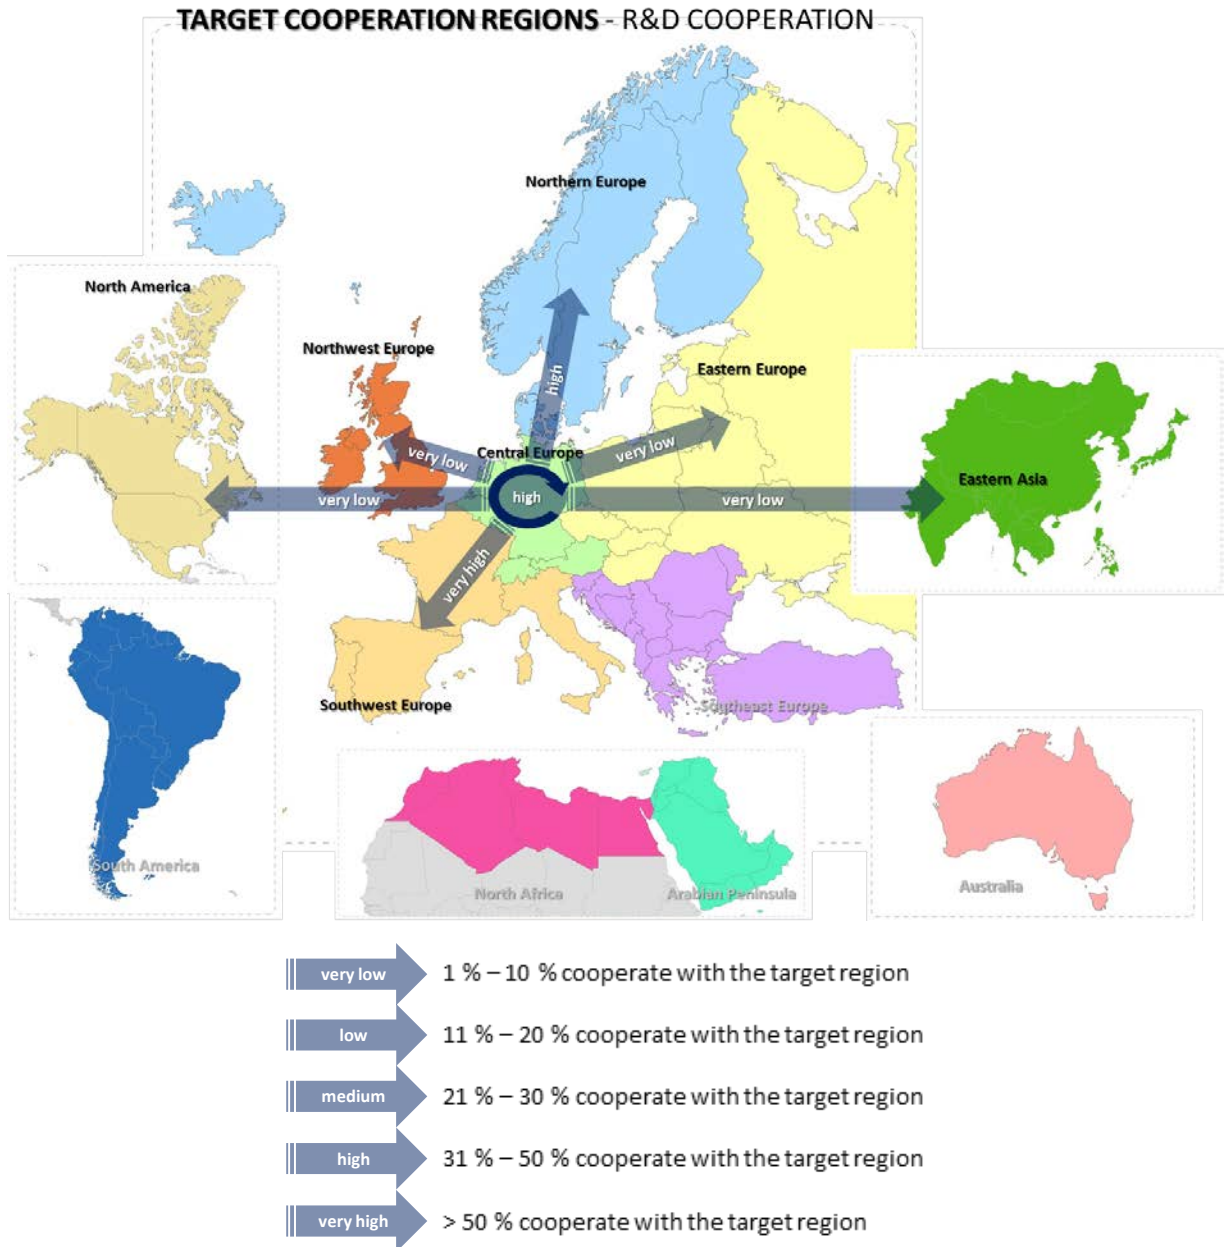 TARGET COOPERATION REGIONS - R&D COOPERATION
Northern Europe
North America
Northwest Europe
Eastern Europe
high
very low
Central Europe
very low
Eastern Asia
very low
high
very low
very high
Southwest Europe
Southeast Europe
South America
North Africa
Arabian Peninsula
Australia
very low 1 % – 10 % cooperate with the target region
low 11 % – 20 % cooperate with the target region
medium 21 % – 30 % cooperate with the target region
high 31 % – 50 % cooperate with the target region
very high > 50 % cooperate with the target region